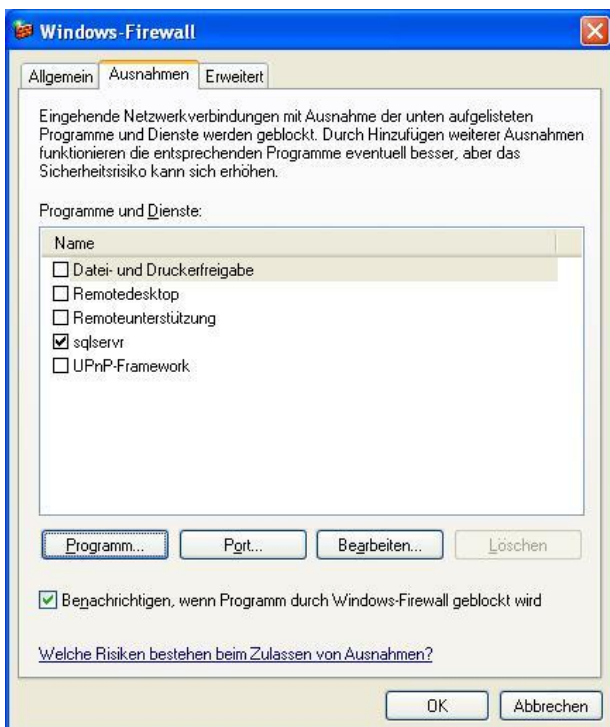 Windows-Firewall
Allgemein Ausnahmen Erweitert
Eingehende Netzwerkverbindungen mit Ausnahme der unten aufgelisteten
Programme und Dienste werden geblockt. Durch Hinzufügen weiterer Ausnahmen
funktionieren die entsprechenden Programme eventuell besser, aber das
Sicherheitsrisiko kann sich erhöhen.
Programme und Dienste:
Name
Datei- und Druckerfreigabe
Remotedesktop
Remoteunterstützung
sqlservr
UPnP-Framework
Programm... Port... Bearbeiten... Löschen
Benachrichtigen, wenn Programm durch Windows-Firewall geblockt wird
Welche Risiken bestehen beim Zulassen von Ausnahmen?
OK Abbrechen